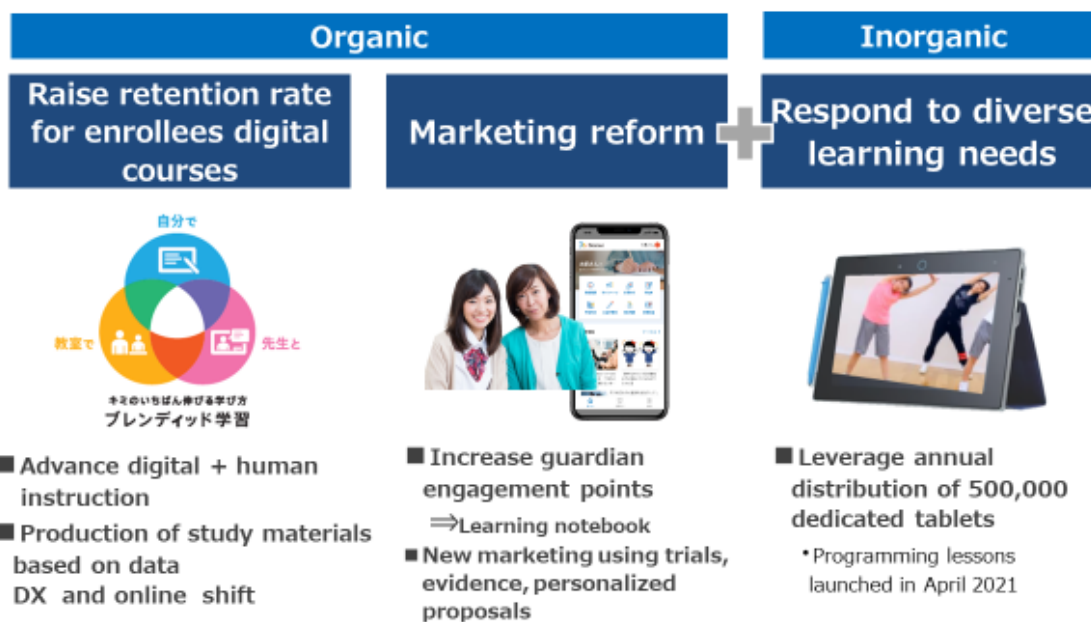 Organic
Inorganic
Raise retention rate
for enrollees digital
courses
Marketing reform
Respond to diverse
learning needs
自分で
教室で
先生と
キミのいちばん伸びる学び方
ブレンディッド学習
■ Advance digital + human
instruction
■ Production of study materials
based on data
DX and online shift
■ Increase guardian
engagement points
⇒Learning notebook
■ New marketing using trials,
evidence, personalized
proposals
■ Leverage annual
distribution of 500,000
dedicated tablets
• Programming lessons
launched in April 2021